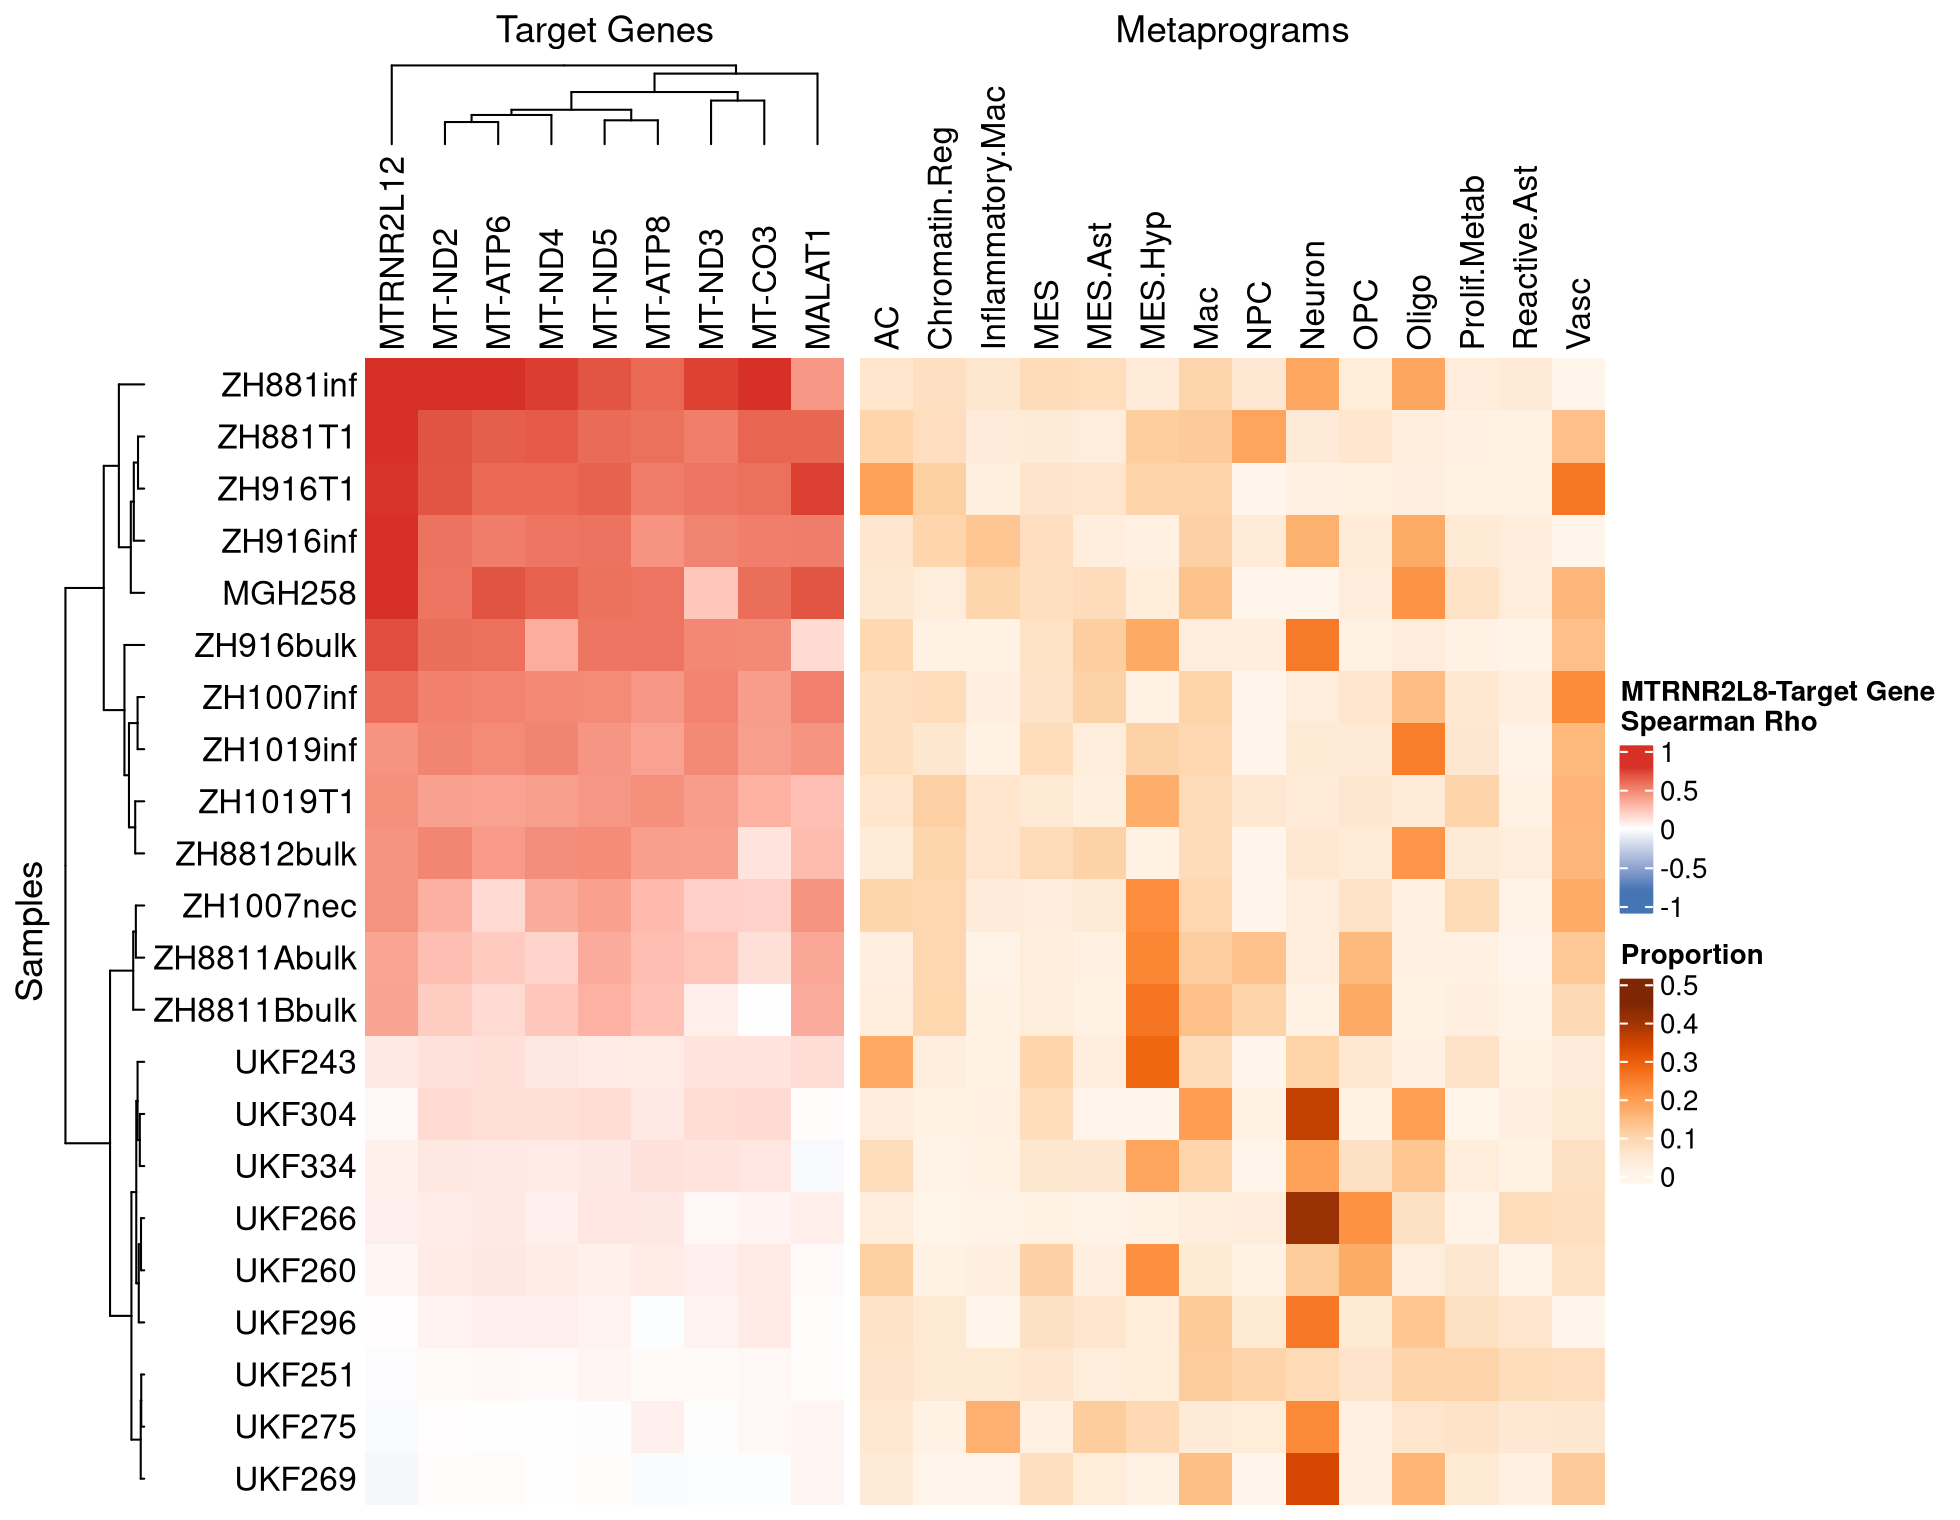 Target Genes
Metaprograms
MTRNR2L12
MT-ND2
MT-ATP6
MT-ND4
MT-ND5
MT-ATP8
MT-ND3
MT-CO3
MALAT1
AC
Chromatin.Reg
Inflammatory.Mac
MES
MES.Ast
MES.Hyp
Mac
NPC
Neuron
OPC
Oligo
Prolif.Metab
Reactive.Ast
Vasc
Samples
ZH881inf
ZH881T1
ZH916T1
ZH916inf
MGH258
ZH916bulk
ZH1007inf
ZH1019inf
ZH1019T1
ZH8812bulk
ZH1007nec
ZH8811Abulk
ZH8811Bbulk
UKF243
UKF304
UKF334
UKF266
UKF260
UKF296
UKF251
UKF275
UKF269
MTRNR2L8-Target Gene
Spearman Rho
1
0.5
0
-0.5
-1
Proportion
0.5
0.4
0.3
0.2
0.1
0